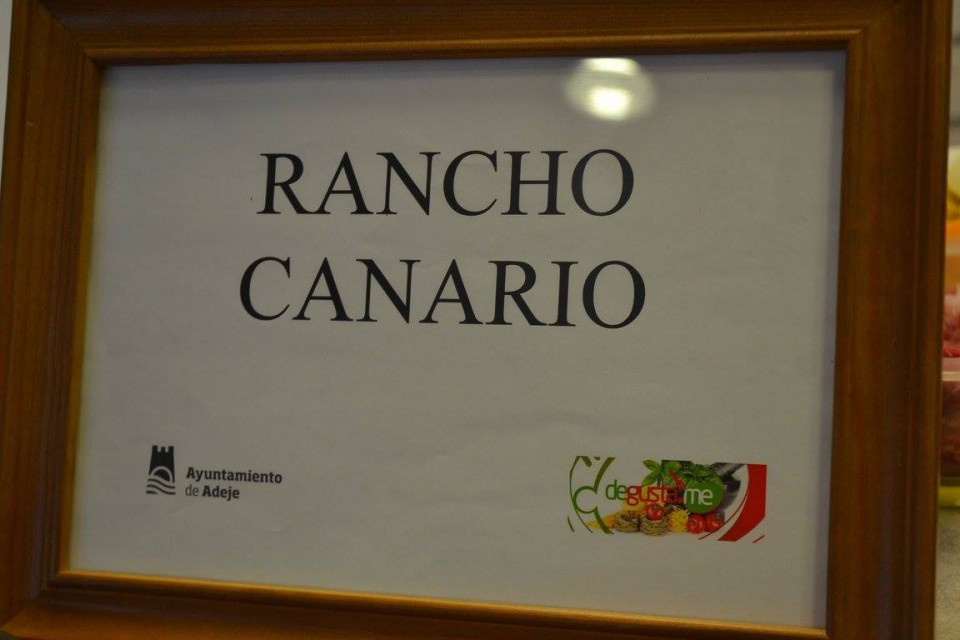 RANCHO
CANARIO
Ayuntamiento
de Adeje
degustame